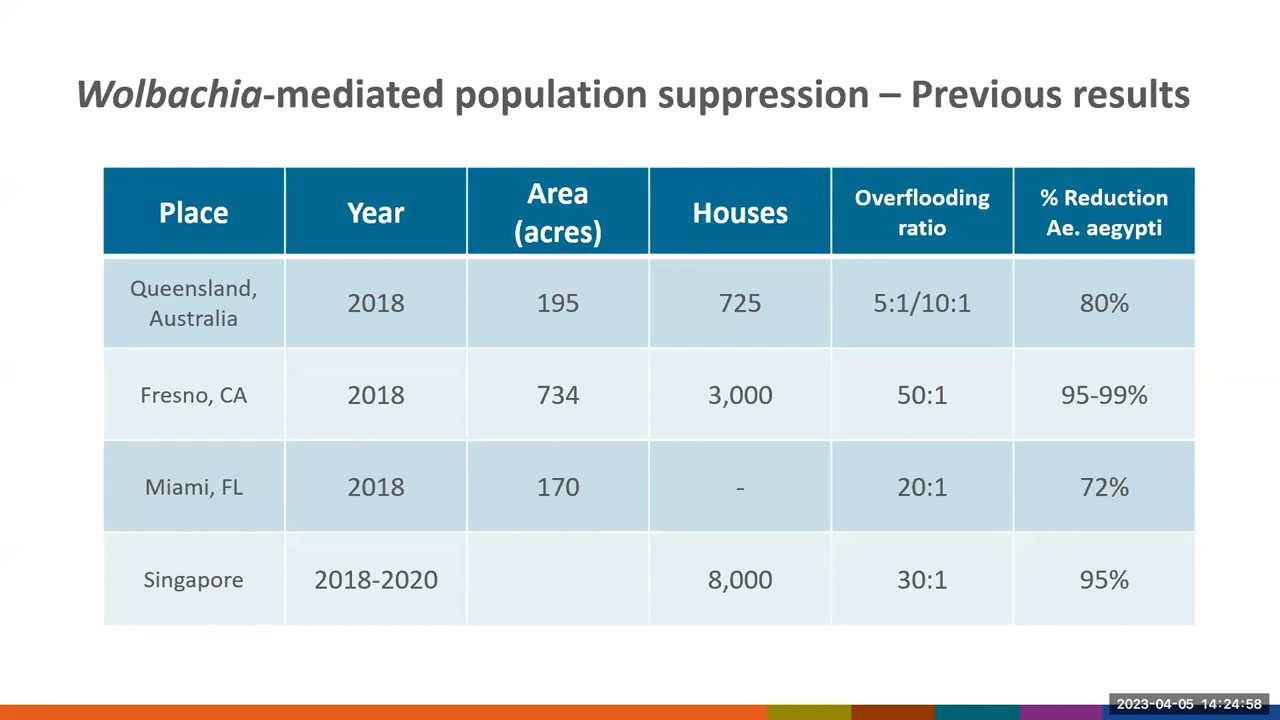 Wolbachia-mediated population suppression – Previous results
Place
Year
Area
(acres)
Houses
Overflooding
ratio
% Reduction
Ae. aegypti
Queensland,
Australia
2018
195
725
5:1/10:1
80%
Fresno, CA
2018
734
3,000
50:1
95-99%
Miami, FL
2018
170
-
20:1
72%
Singapore
2018-2020
8,000
30:1
95%
2023-04-05 14:24:58